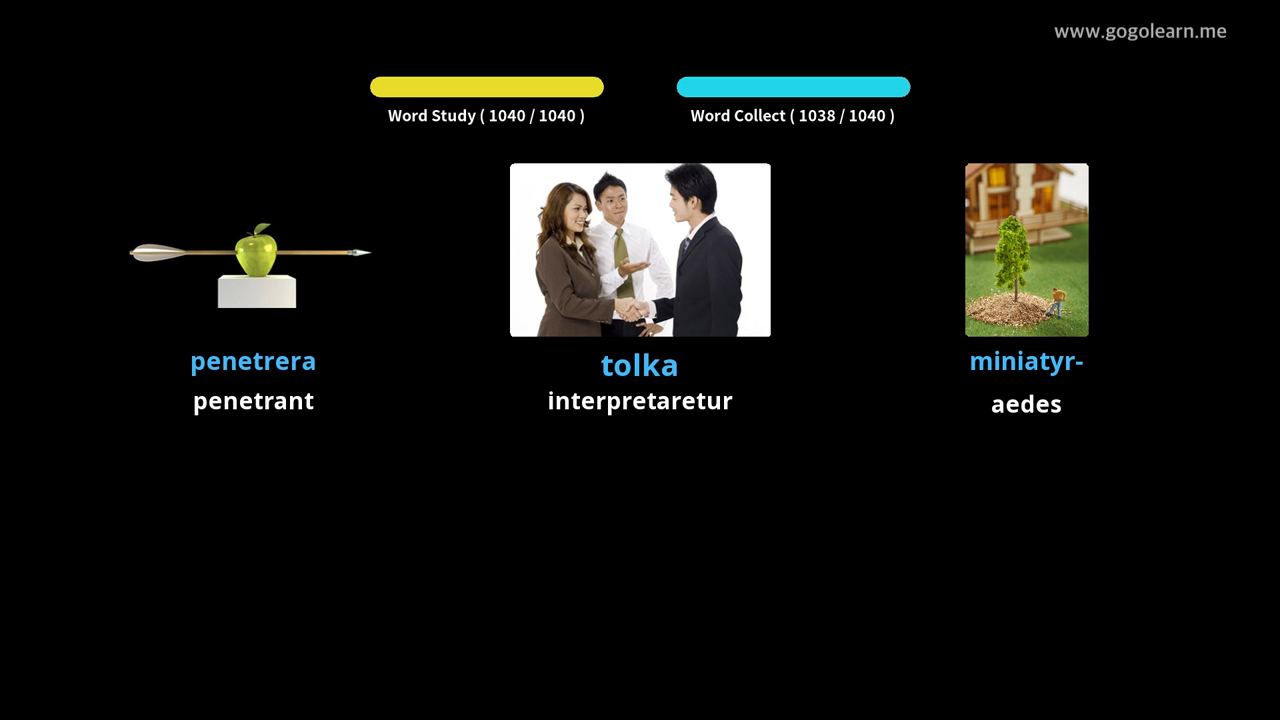 www.gogolearn.me
Word Study ( 1040 / 1040 )
Word Collect ( 1038 / 1040 )
penetrera
tolka
miniatyr-
penetrant
interpretaretur
aedes